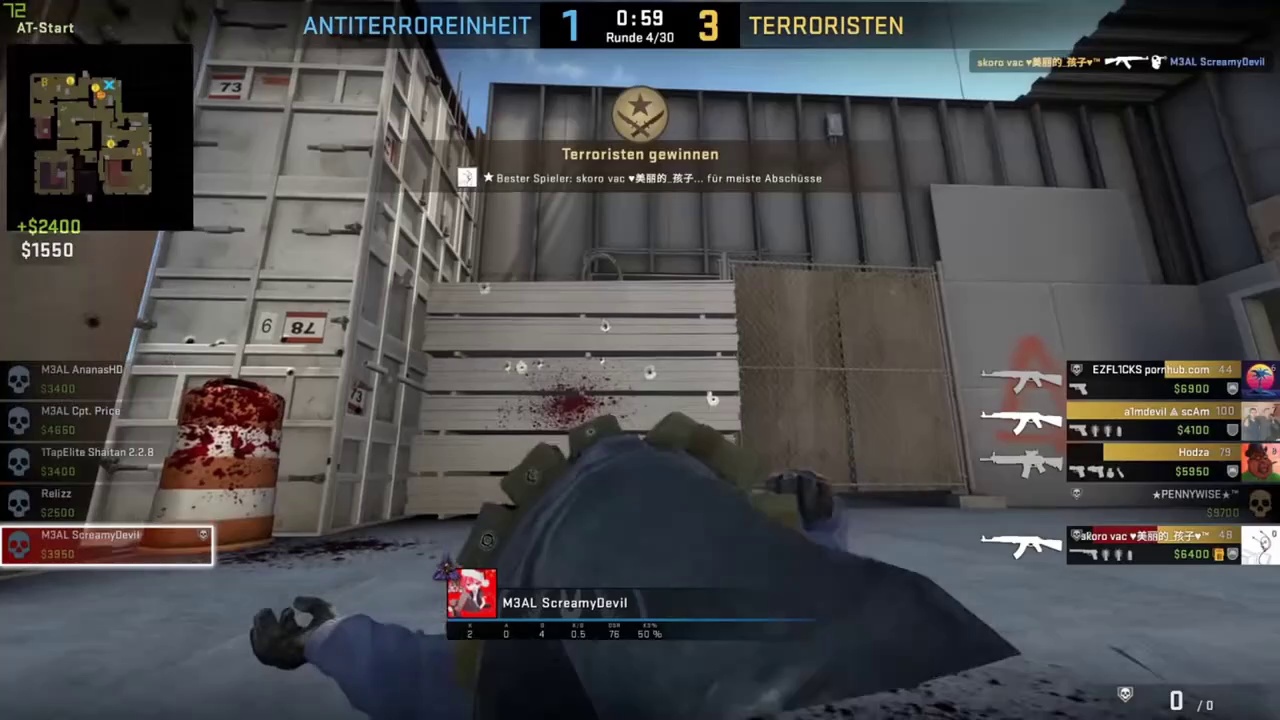 72
AT-Start
ANTITERROREINHEIT
1
0:59
Runde 4/30
3
TERRORISTEN
skoro vac ♥美丽的_孩子♥™ M3AL ScreamyDevil
Terroristen gewinnen
★ Bester Spieler: skoro vac ♥美丽的_孩子... für meiste Abschüsse
+$2400
$1550
73
6 78
73
M3AL AnanasHD
$3400
M3AL Cpt. Price
$4650
1TapElite Shaitan 2.2.8
$3400
Relizz
$2500
M3AL ScreamyDevil
$3950
EZFL1CKS pornhub.com 44
$6900
a1mdevil ⟁ scAm 100
$4100
Hodza 79
$5950
★PENNYWISE★™
$9700
skoro vac ♥美丽的_孩子♥™ 48
$6400
M3AL ScreamyDevil
K A D K/D DSR KS%
2 0 4 0.5 76 50 %
0 / 0